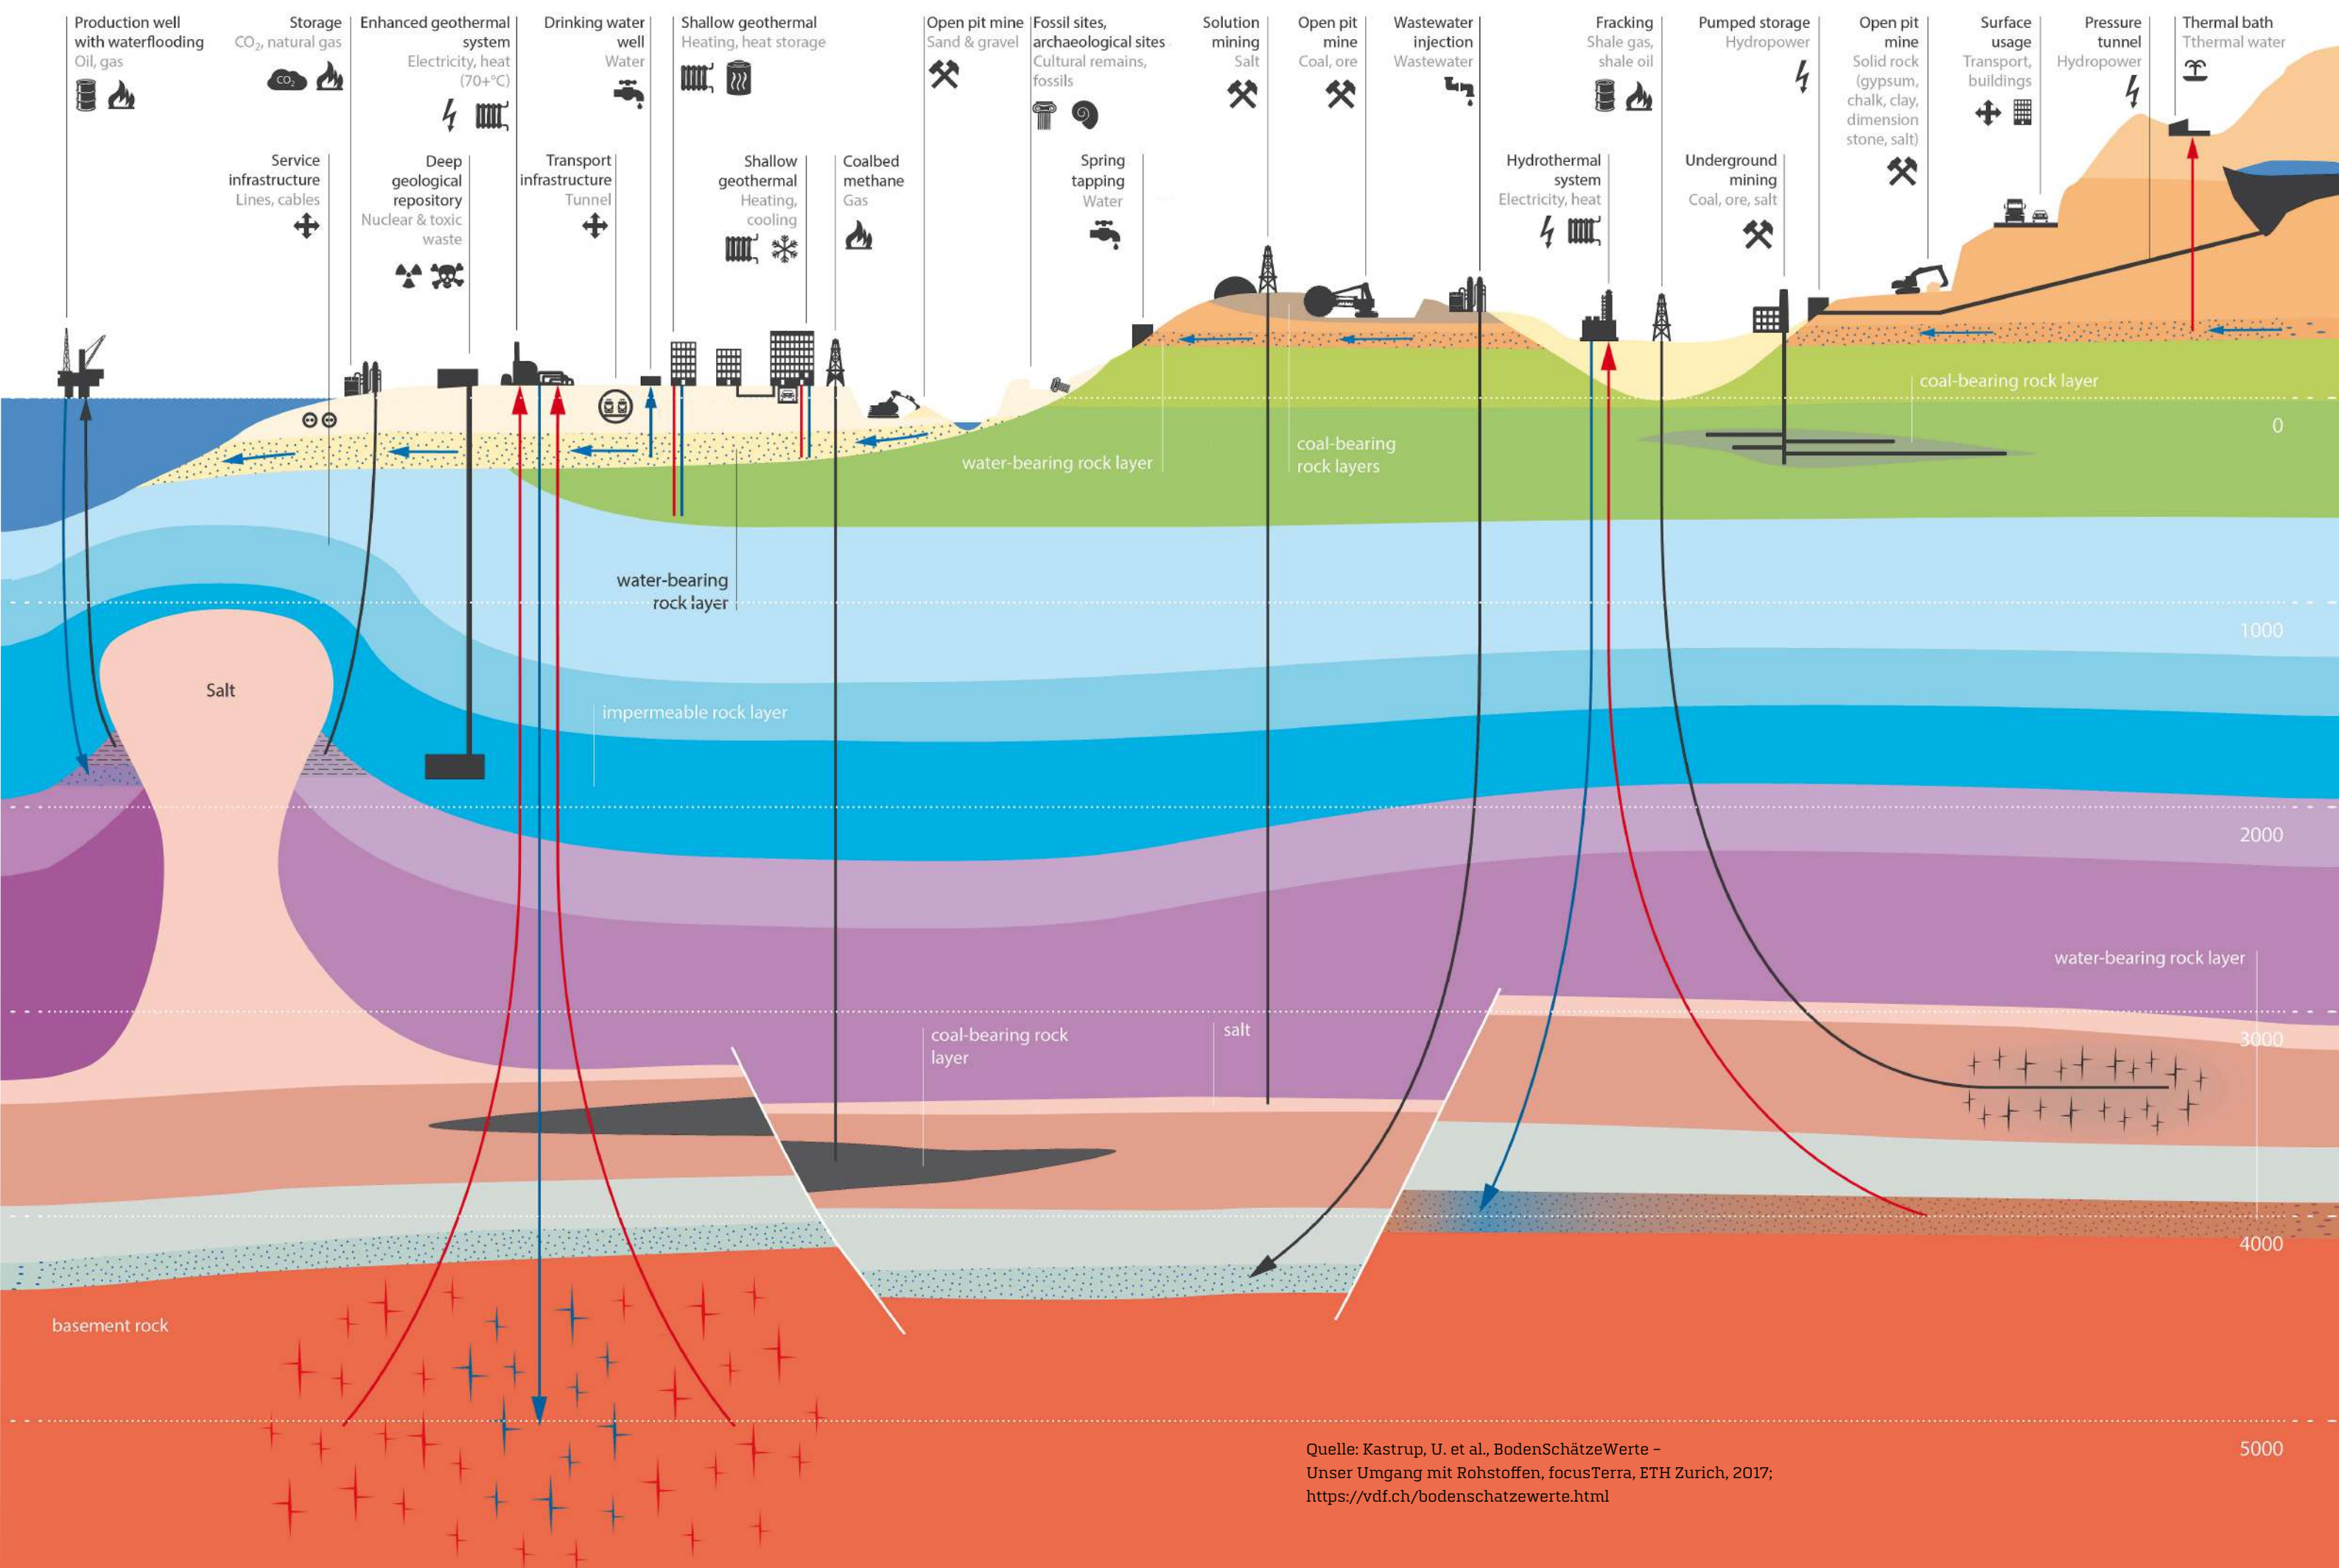 Production well
with waterflooding
Oil, gas
Storage
CO₂, natural gas
CO₂
Enhanced geothermal
system
Electricity, heat
(70+°C)
Drinking water
well
Water
Shallow geothermal
Heating, heat storage
Open pit mine
Sand & gravel
Fossil sites,
archaeological sites
Cultural remains,
fossils
Solution
mining
Salt
Open pit
mine
Coal, ore
Wastewater
injection
Wastewater
Fracking
Shale gas,
shale oil
Pumped storage
Hydropower
Open pit
mine
Solid rock
(gypsum,
chalk, clay,
dimension
stone, salt)
Surface
usage
Transport,
buildings
Pressure
tunnel
Hydropower
Thermal bath
Tthermal water
Service
infrastructure
Lines, cables
Deep
geological
repository
Nuclear & toxic
waste
Transport
infrastructure
Tunnel
Shallow
geothermal
Heating,
cooling
Coalbed
methane
Gas
Spring
tapping
Water
Hydrothermal
system
Electricity, heat
Underground
mining
Coal, ore, salt
coal-bearing rock layer
0
coal-bearing
rock layers
water-bearing rock layer
water-bearing
rock layer
1000
Salt
impermeable rock layer
2000
water-bearing rock layer
coal-bearing rock
layer
salt
3000
4000
basement rock
5000
Quelle: Kastrup, U. et al., BodenSchätzeWerte –
Unser Umgang mit Rohstoffen, focusTerra, ETH Zurich, 2017;
https://vdf.ch/bodenschatzewerte.html